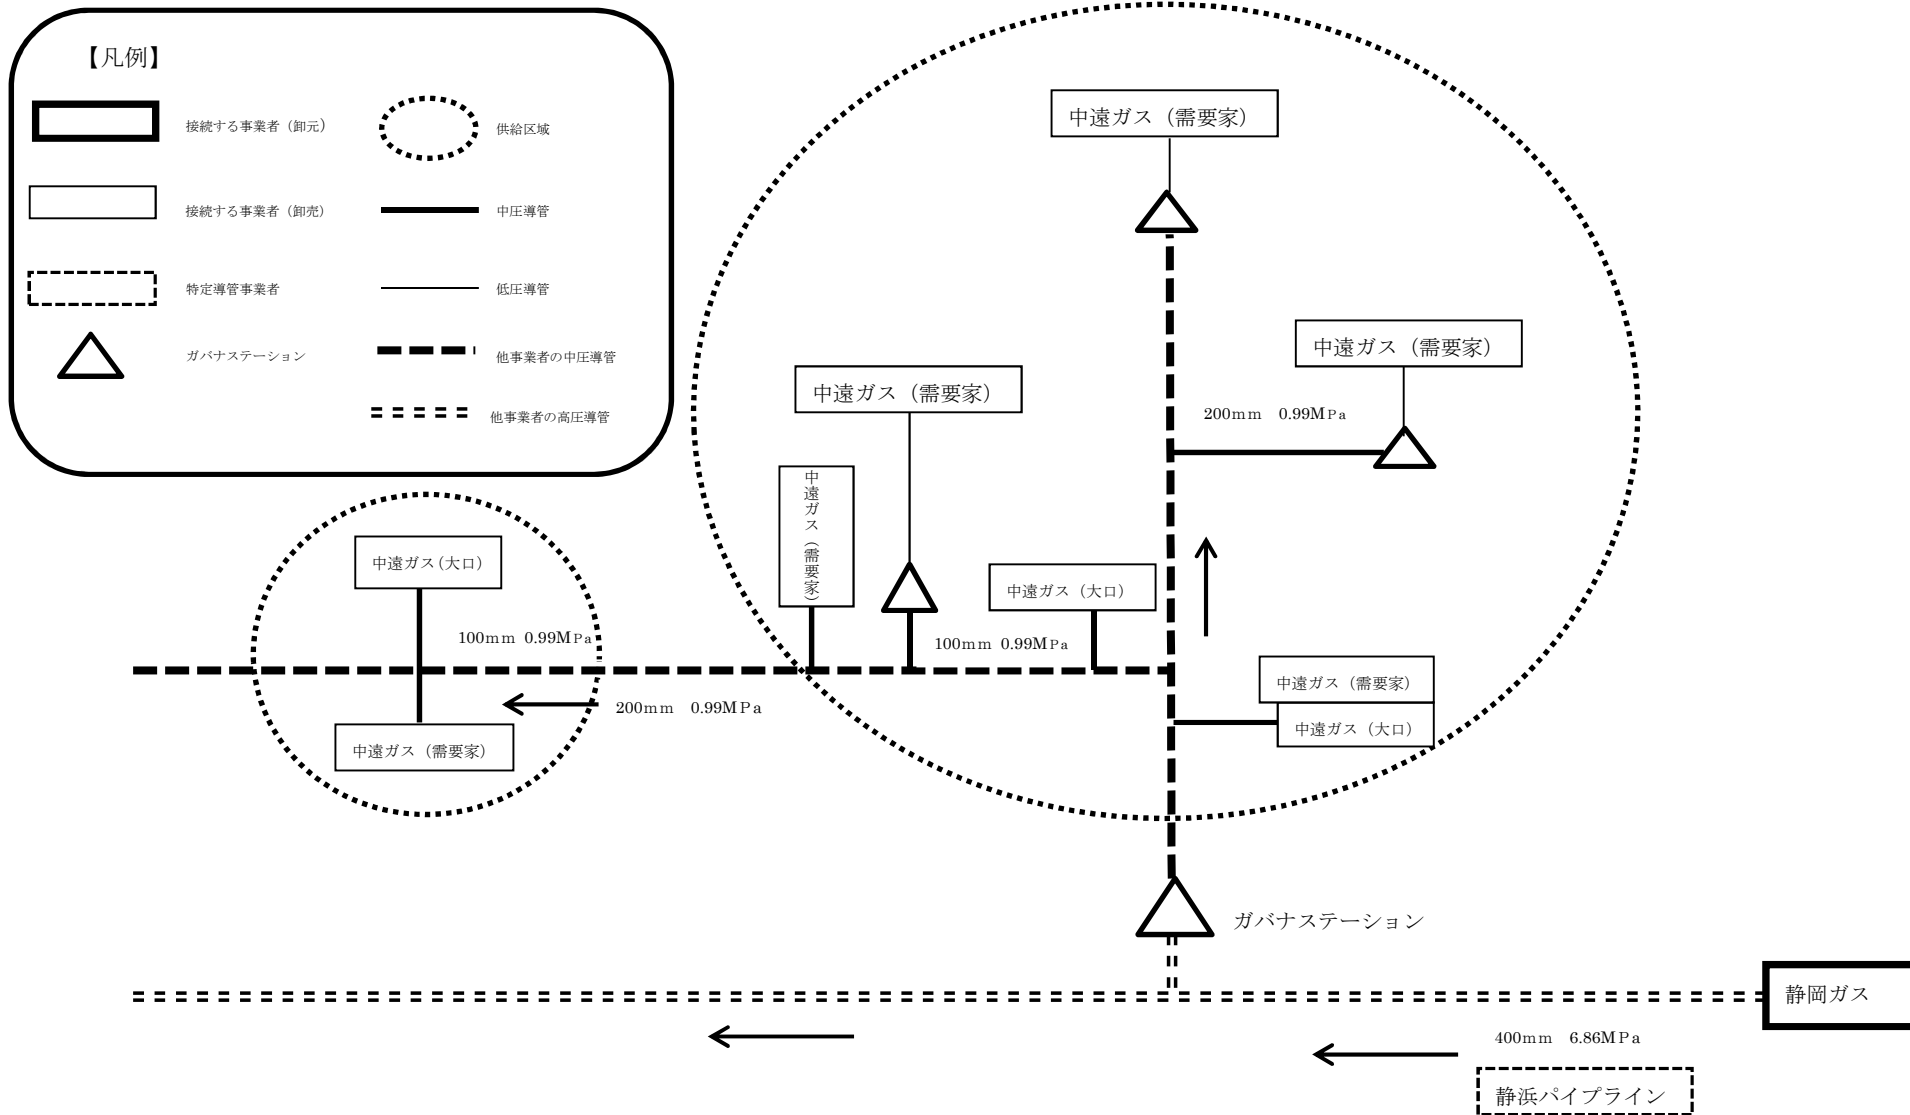 【凡例】
接続する事業者（卸元）
供給区域
接続する事業者（卸売）
中圧導管
特定導管事業者
低圧導管
ガバナステーション
他事業者の中圧導管
他事業者の高圧導管
中遠ガス（需要家）
中遠ガス（需要家）
中遠ガス（需要家）
200mm　0.99MPa
中遠ガス（需要家）
中遠ガス（大口）
中遠ガス（大口）
100mm 0.99MPa
100mm 0.99MPa
中遠ガス（需要家）
200mm　0.99MPa
中遠ガス（大口）
中遠ガス（需要家）
ガバナステーション
静岡ガス
400mm　6.86MPa
静浜パイプライン